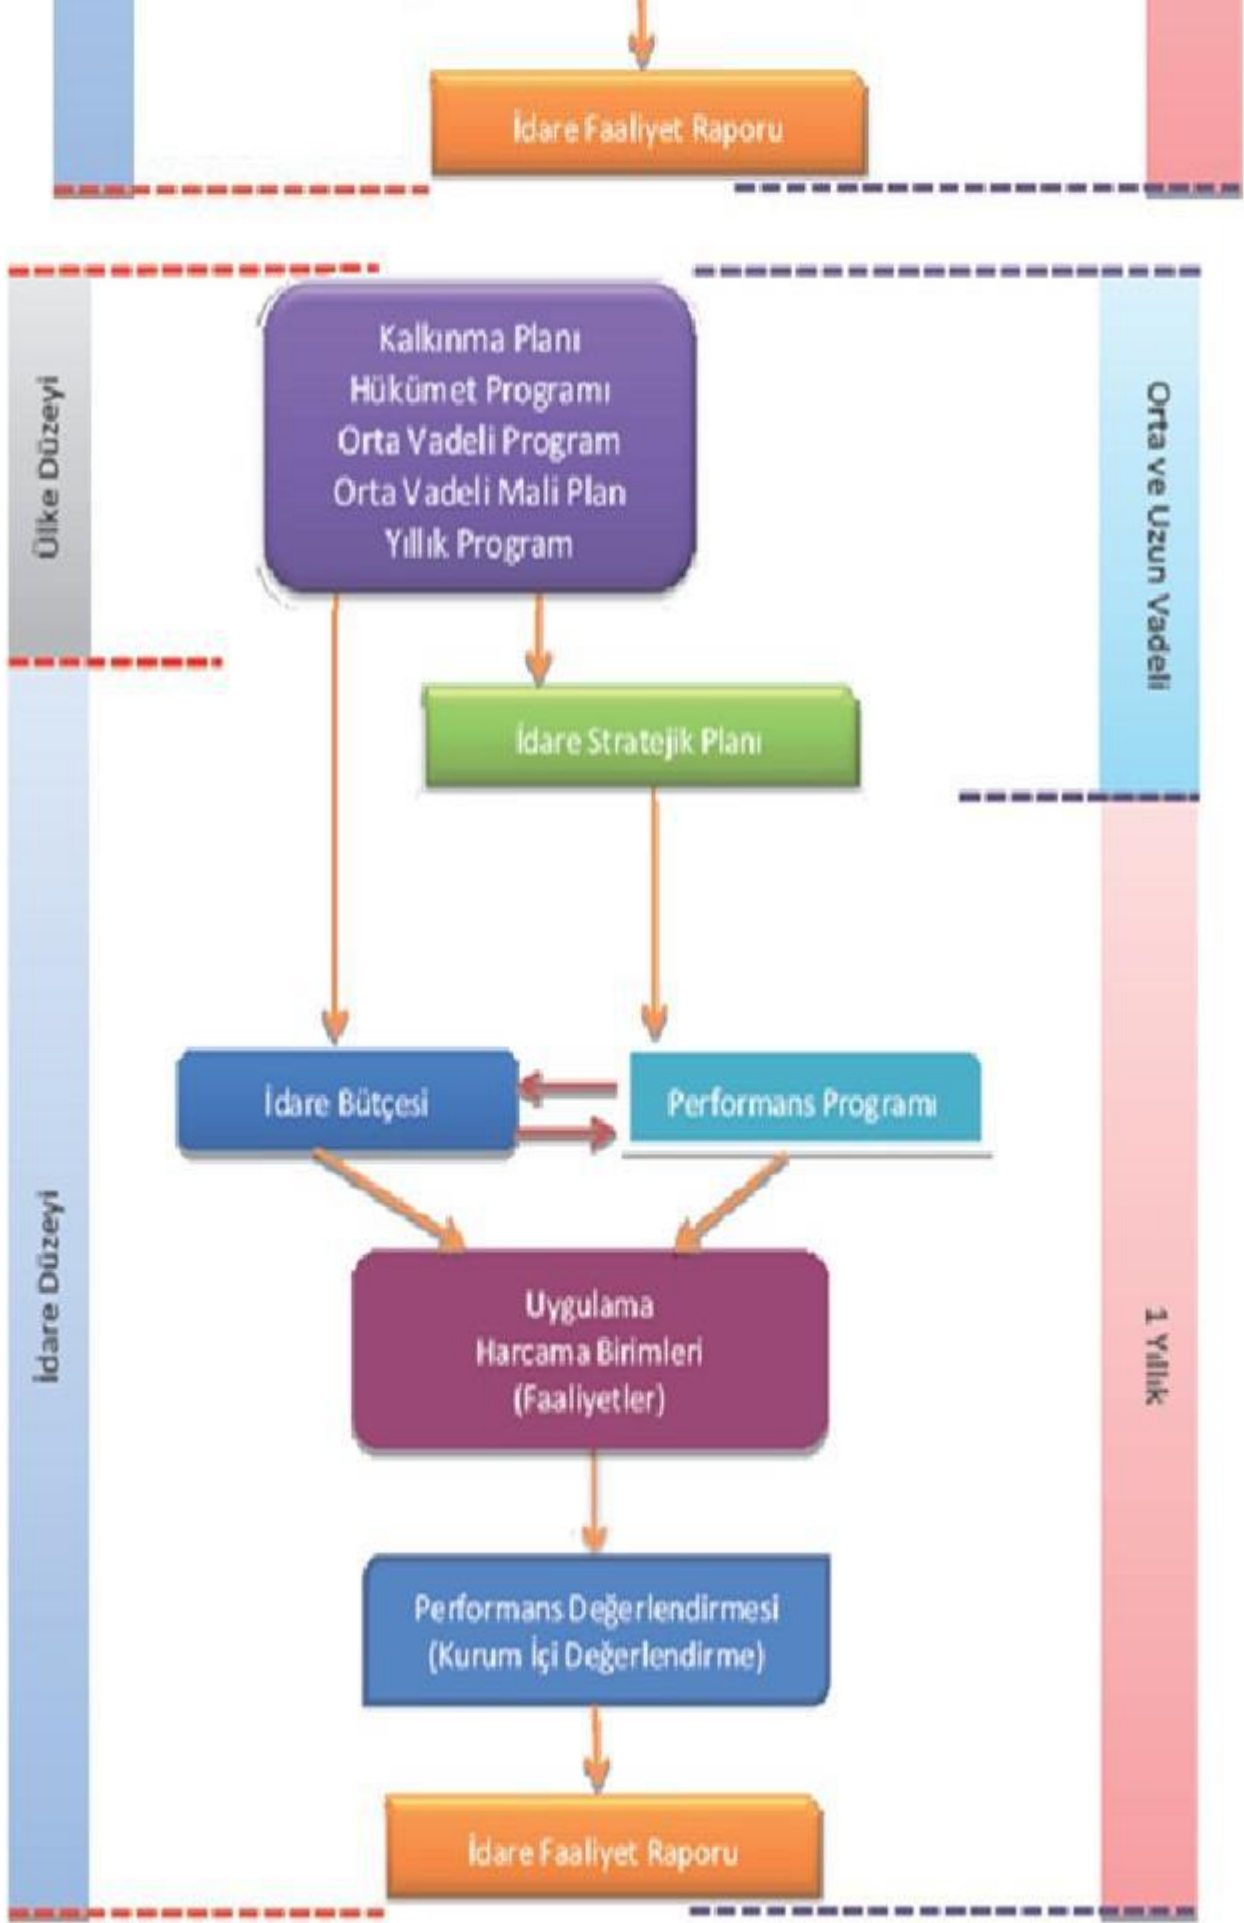 İdare Faaliyet Raporu
Ülke Düzeyi
Kalkınma Planı
Hükümet Programı
Orta Vadeli Program
Orta Vadeli Mali Plan
Yıllık Program
Orta ve Uzun Vadeli
İdare Stratejik Planı
İdare Bütçesi
Performans Programı
İdare Düzeyi
Uygulama
Harcama Birimleri
(Faaliyetler)
1 Yıllık
Performans Değerlendirmesi
(Kurum İçi Değerlendirme)
İdare Faaliyet Raporu